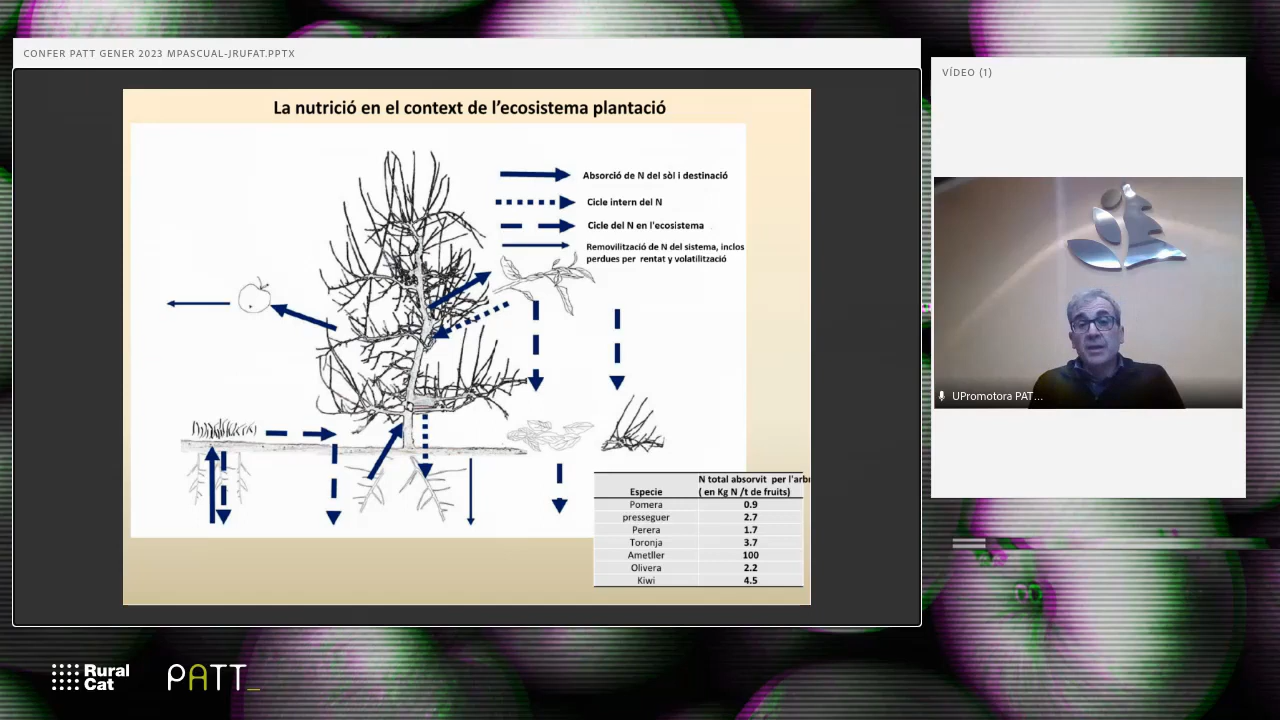 CONFER PATT GENER 2023 MPASCUAL-JRUFAT.PPTX
VÍDEO (1)
La nutrició en el context de l'ecosistema plantació
Absorció de N del sòl i destinació
Cicle intern del N
Cicle del N en l'ecosistema
Removilització de N del sistema, inclos
perdues per rentat y volatilització
UPromotora PAT...
N total absorvit per l'arbr
Especie ( en Kg N /t de fruits)
Pomera 0.9
presseguer 2.7
Perera 1.7
Toronja 3.7
Ametller 100
Olivera 2.2
Kiwi 4.5
Rural
Cat
PATT_